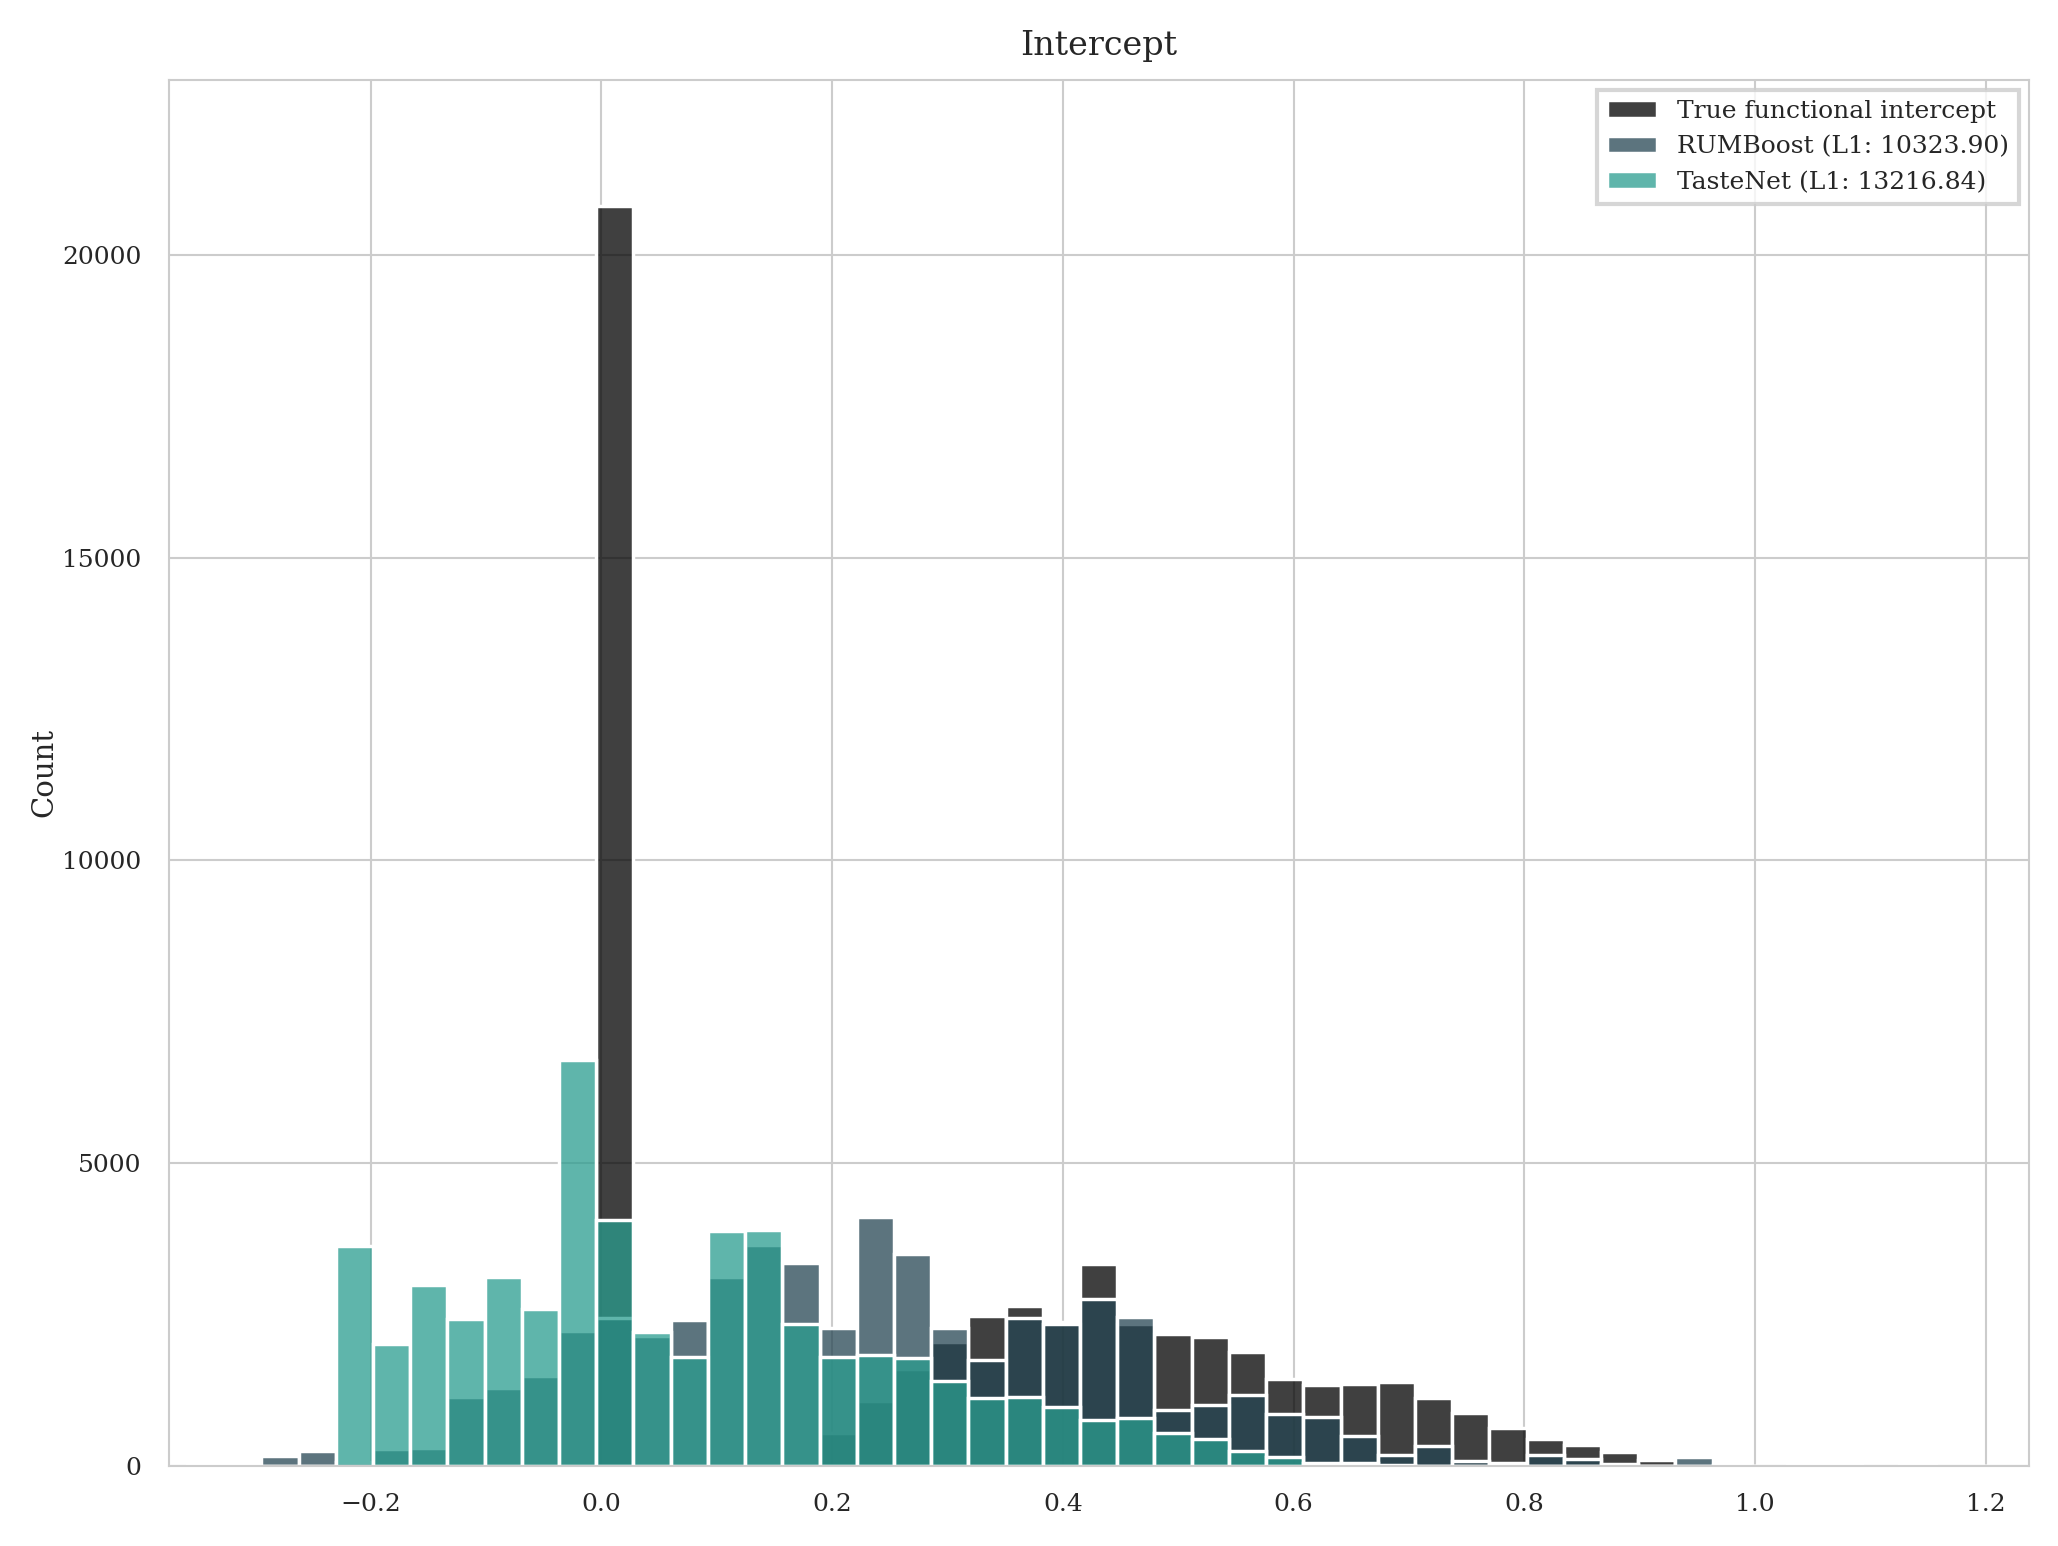 Intercept
True functional intercept
RUMBoost (L1: 10323.90)
TasteNet (L1: 13216.84)
20000
15000
10000
5000
0
Count
−0.2 0.0 0.2 0.4 0.6 0.8 1.0 1.2